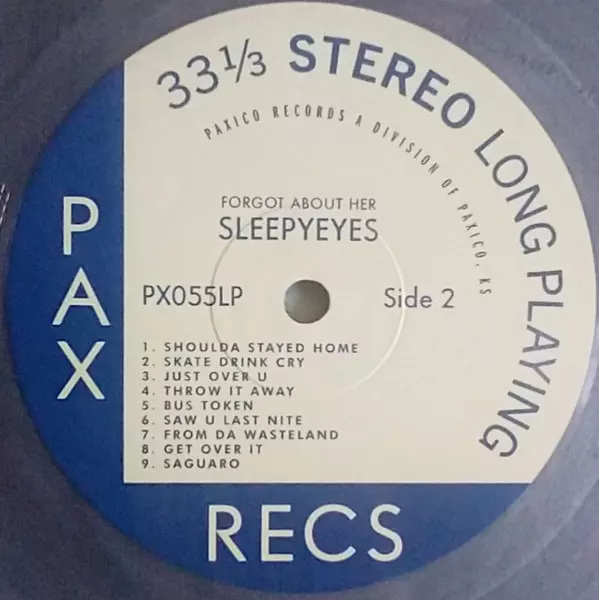 33⅓ STEREO LONG PLAYING
PAXICO RECORDS A DIVISION OF PAXICO, KS
FORGOT ABOUT HER
SLEEPYEYES
PX055LP
Side 2
1. SHOULDA STAYED HOME
2. SKATE DRINK CRY
3. JUST OVER U
4. THROW IT AWAY
5. BUS TOKEN
6. SAW U LAST NITE
7. FROM DA WASTELAND
8. GET OVER IT
9. SAGUARO
PAX
RECS